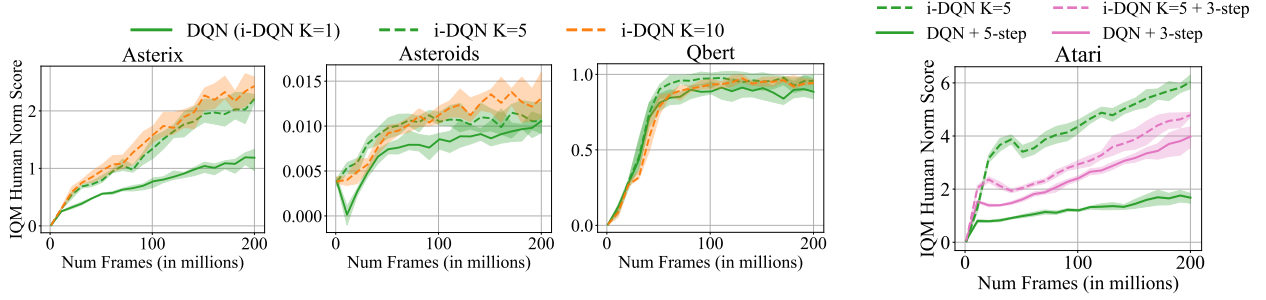 DQN (i-DQN K=1) i-DQN K=5 i-DQN K=10
Asterix
IQM Human Norm Score
2
1
0
0 100 200
Num Frames (in millions)
Asteroids
0.015
0.010
0.005
0.000
0 100 200
Num Frames (in millions)
Qbert
1.0
0.5
0.0
0 100 200
Num Frames (in millions)
i-DQN K=5 i-DQN K=5 + 3-step
DQN + 5-step DQN + 3-step
Atari
IQM Human Norm Score
6
4
2
0
0 100 200
Num Frames (in millions)